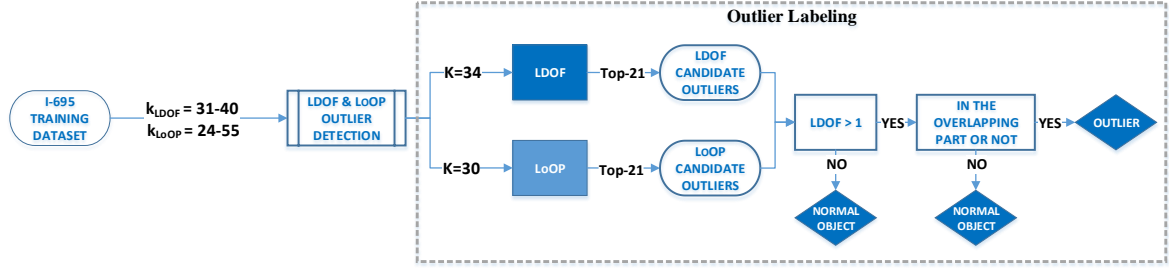 Outlier Labeling
I-695
TRAINING
DATASET
kLDOF = 31-40
kLoOP = 24-55
LDOF & LoOP
OUTLIER
DETECTION
K=34
LDOF
Top-21
LDOF
CANDIDATE
OUTLIERS
K=30
LoOP
Top-21
LoOP
CANDIDATE
OUTLIERS
LDOF > 1
YES
IN THE
OVERLAPPING
PART OR NOT
YES
OUTLIER
NO
NORMAL
OBJECT
NO
NORMAL
OBJECT